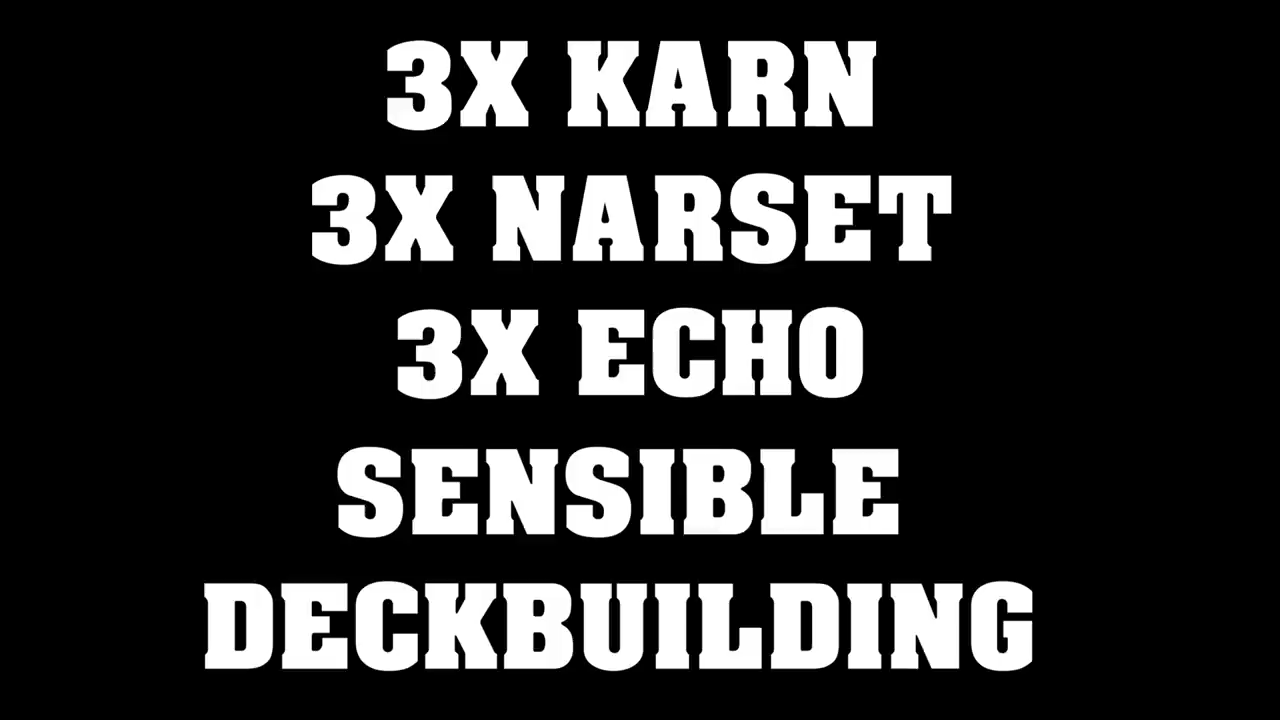 3X KARN
3X NARSET
3X ECHO
SENSIBLE
DECKBUILDING